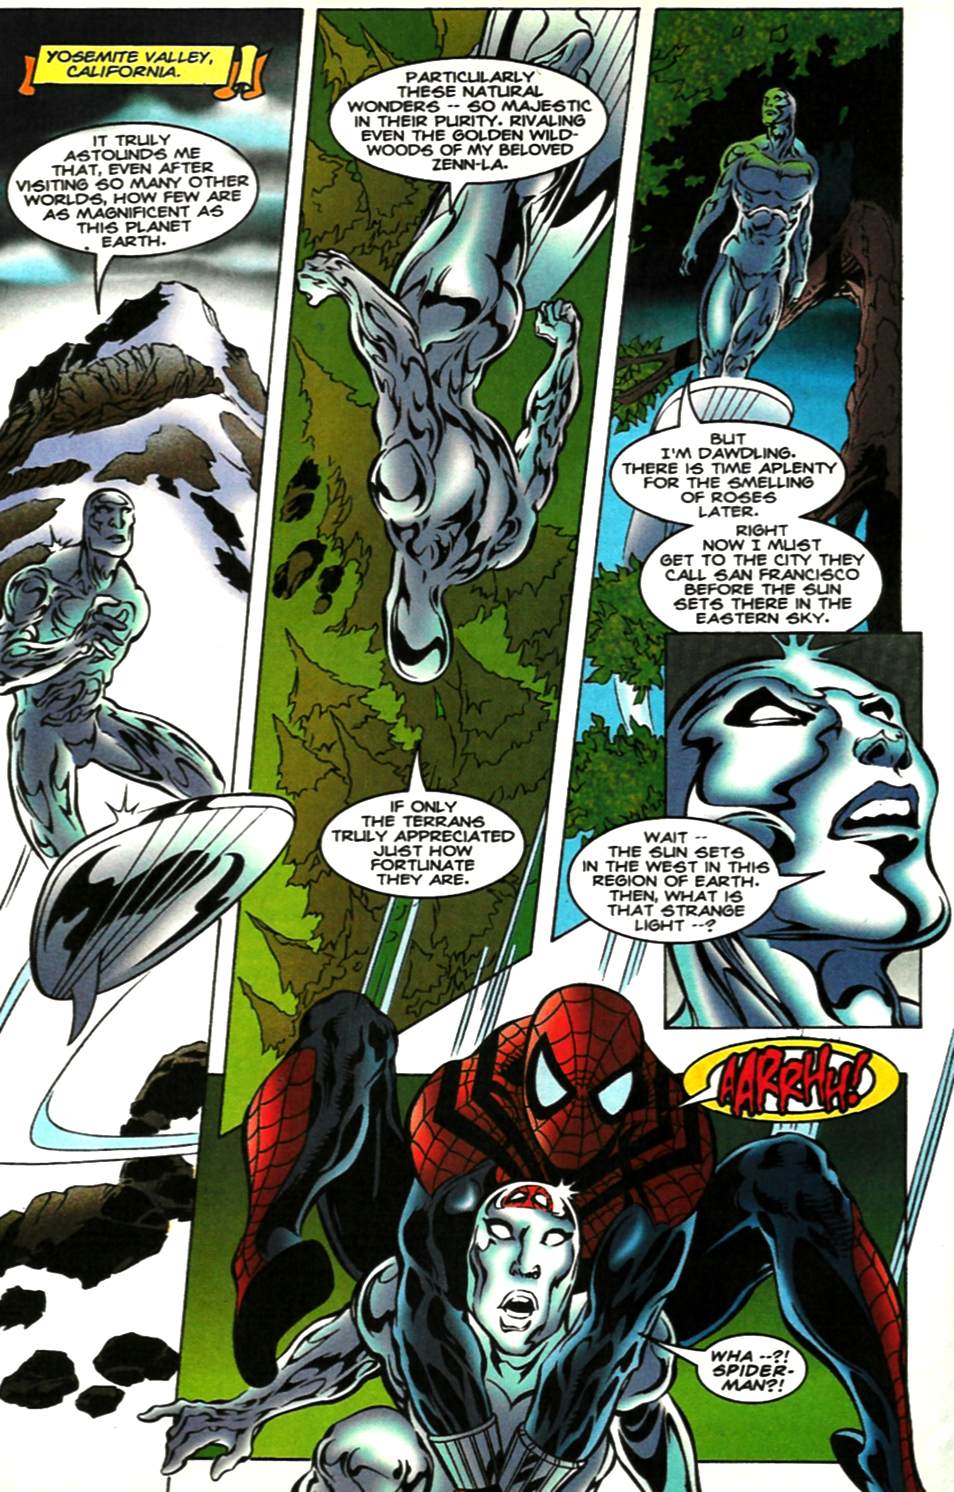 YOSEMITE VALLEY,
CALIFORNIA.
IT TRULY
ASTOUNDS ME
THAT, EVEN AFTER
VISITING SO MANY OTHER
WORLDS, HOW FEW ARE
AS MAGNIFICENT AS
THIS PLANET
EARTH.
PARTICULARLY
THESE NATURAL
WONDERS -- SO MAJESTIC
IN THEIR PURITY. RIVALING
EVEN THE GOLDEN WILD-
WOODS OF MY BELOVED
ZENN-LA.
IF ONLY
THE TERRANS
TRULY APPRECIATED
JUST HOW
FORTUNATE
THEY ARE.
BUT
I'M DAWDLING.
THERE IS TIME APLENTY
FOR THE SMELLING
OF ROSES
LATER.
RIGHT
NOW I MUST
GET TO THE CITY THEY
CALL SAN FRANCISCO
BEFORE THE SUN
SETS THERE IN THE
EASTERN SKY.
WAIT --
THE SUN SETS
IN THE WEST IN THIS
REGION OF EARTH.
THEN, WHAT IS
THAT STRANGE
LIGHT --?
AARRHH!
WHA --?!
SPIDER-
MAN?!